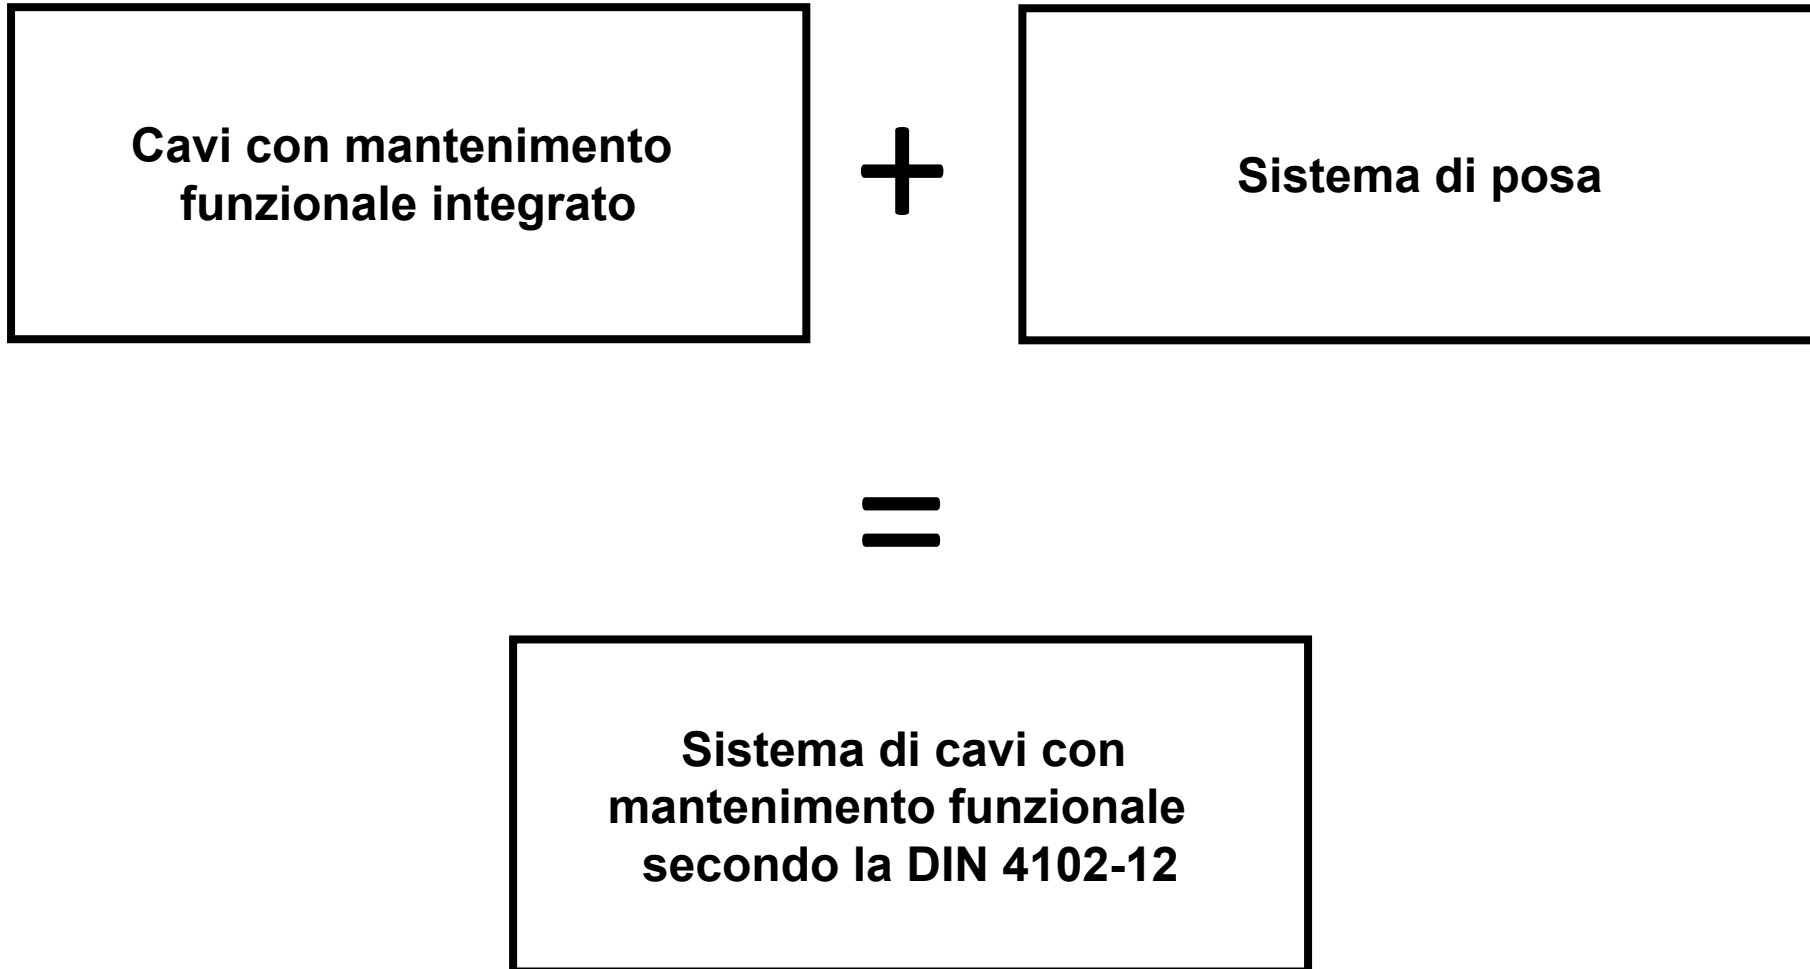 Cavi con mantenimento
funzionale integrato
+
Sistema di posa
=
Sistema di cavi con
mantenimento funzionale
secondo la DIN 4102-12